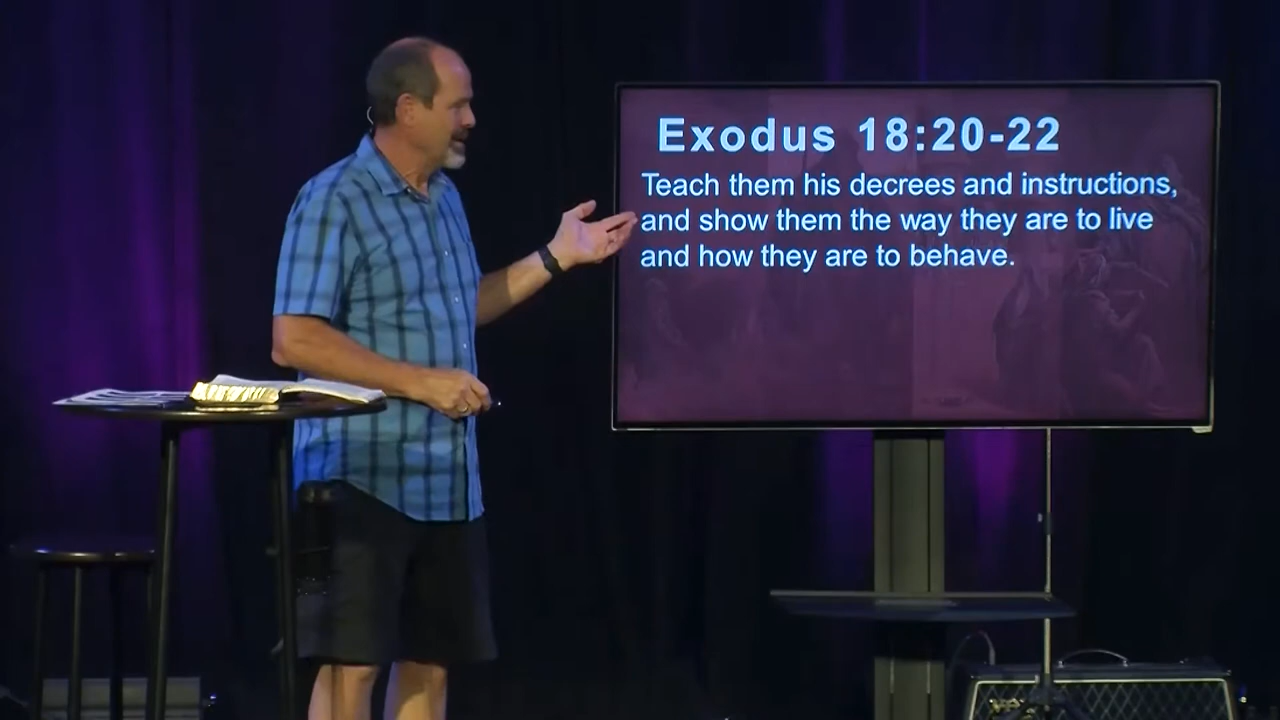 Exodus 18:20-22
Teach them his decrees and instructions,
and show them the way they are to live
and how they are to behave.